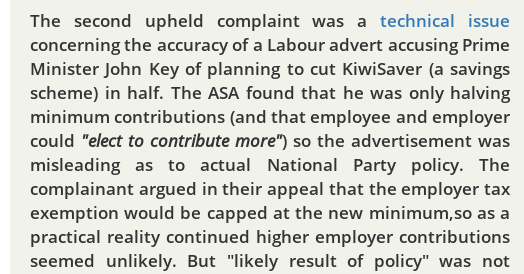 The second upheld complaint was a technical issue
concerning the accuracy of a Labour advert accusing Prime
Minister John Key of planning to cut KiwiSaver (a savings
scheme) in half. The ASA found that he was only halving
minimum contributions (and that employee and employer
could "elect to contribute more") so the advertisement was
misleading as to actual National Party policy. The
complainant argued in their appeal that the employer tax
exemption would be capped at the new minimum,so as a
practical reality continued higher employer contributions
seemed unlikely. But "likely result of policy" was not